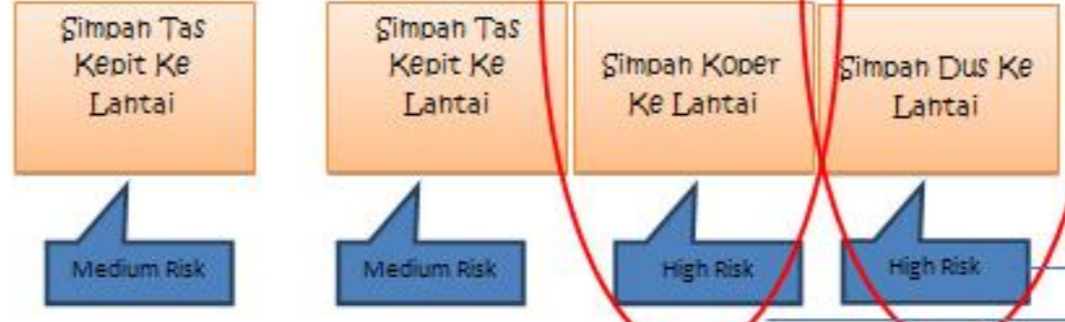 Simpan Tas
Kepit Ke
Lantai
Simpan Tas
Kepit Ke
Lantai
Simpan Koper
Ke Lantai
Simpan Dus Ke
Lantai
Medium Risk
Medium Risk
High Risk
High Risk